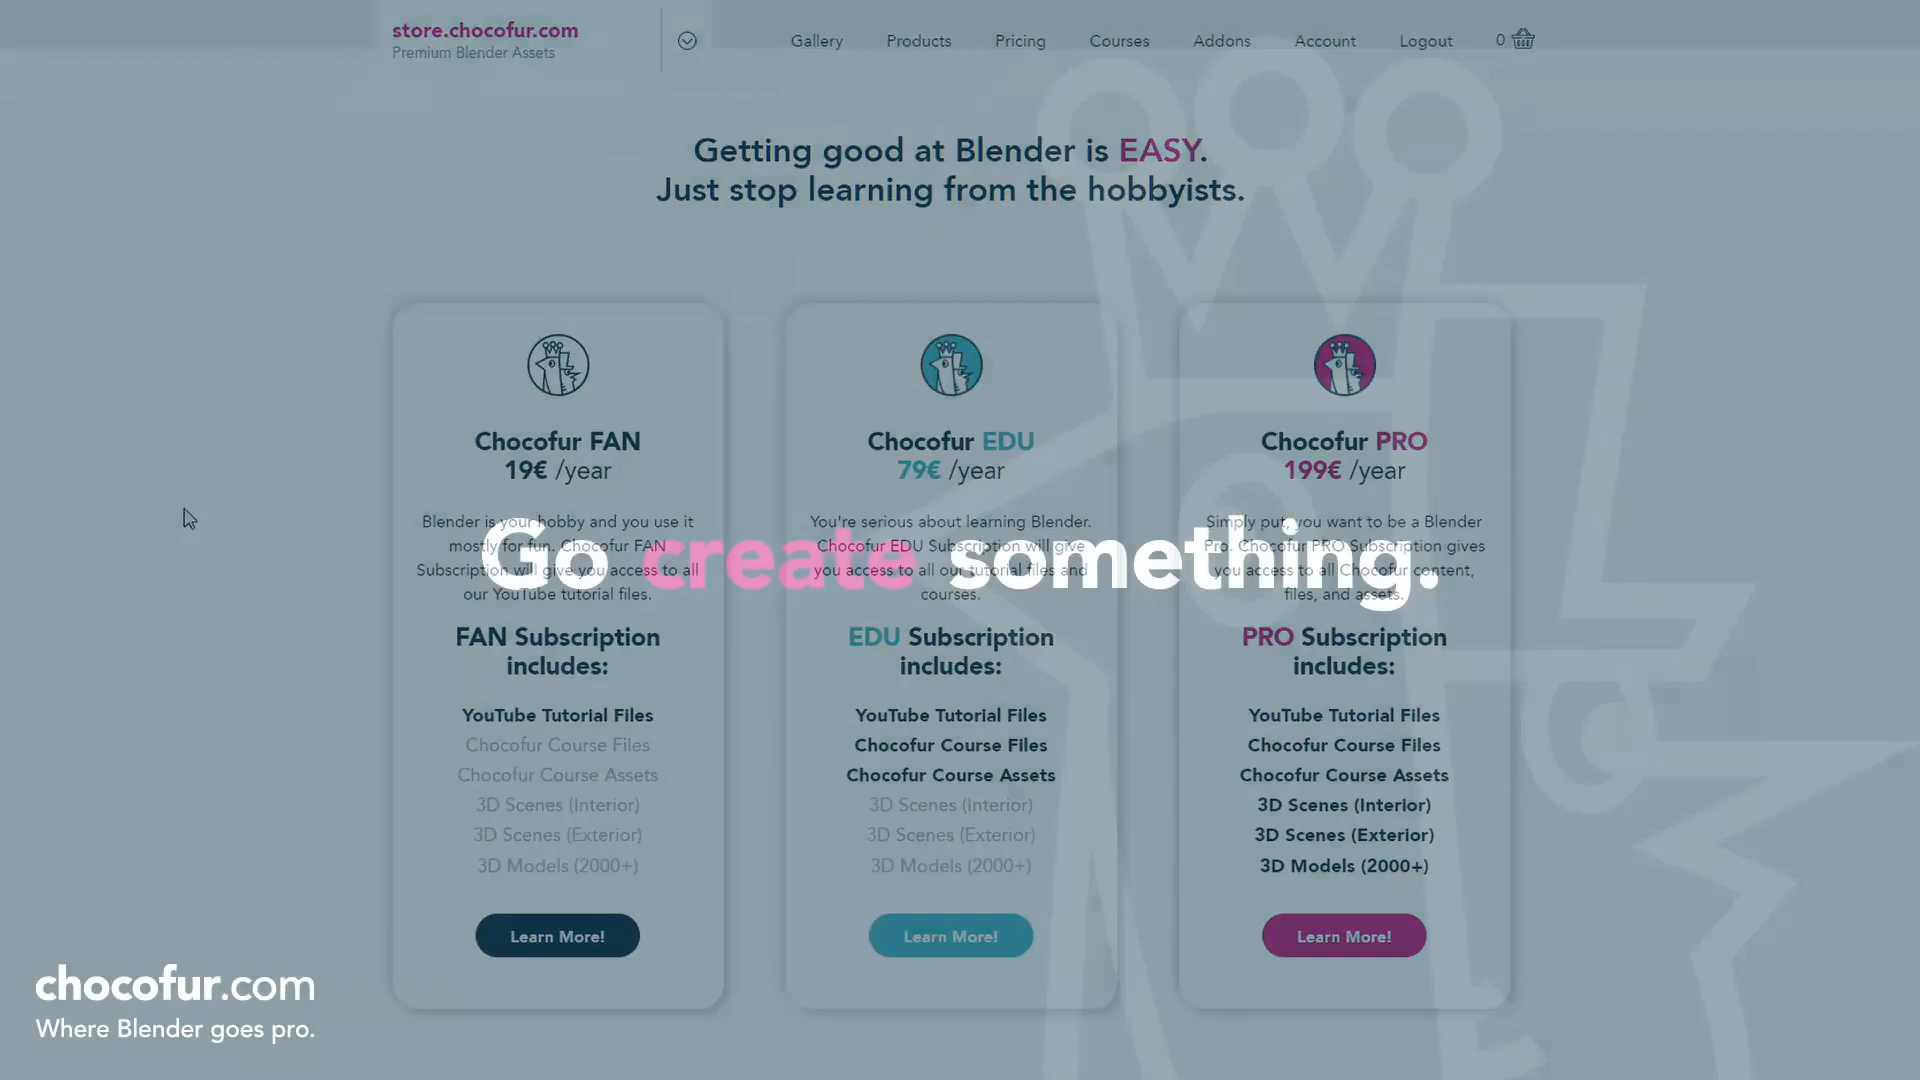 store.chocofur.com
Premium Blender Assets
Gallery Products Pricing Courses Addons Account Logout 0
Getting good at Blender is EASY.
Just stop learning from the hobbyists.
Chocofur FAN
19€ /year
Blender is your hobby and you use it
mostly for fun. Chocofur FAN
Subscription will give you access to all
our YouTube tutorial files.
FAN Subscription
includes:
YouTube Tutorial Files
Chocofur Course Files
Chocofur Course Assets
3D Scenes (Interior)
3D Scenes (Exterior)
3D Models (2000+)
Learn More!
Chocofur EDU
79€ /year
You're serious about learning Blender.
Chocofur EDU Subscription will give
you access to all our tutorial files and
courses.
EDU Subscription
includes:
YouTube Tutorial Files
Chocofur Course Files
Chocofur Course Assets
3D Scenes (Interior)
3D Scenes (Exterior)
3D Models (2000+)
Learn More!
Chocofur PRO
199€ /year
Simply put, you want to be a Blender
Pro. Chocofur PRO Subscription gives
you access to all Chocofur content,
files, and assets.
PRO Subscription
includes:
YouTube Tutorial Files
Chocofur Course Files
Chocofur Course Assets
3D Scenes (Interior)
3D Scenes (Exterior)
3D Models (2000+)
Learn More!
Go create something.
chocofur.com
Where Blender goes pro.